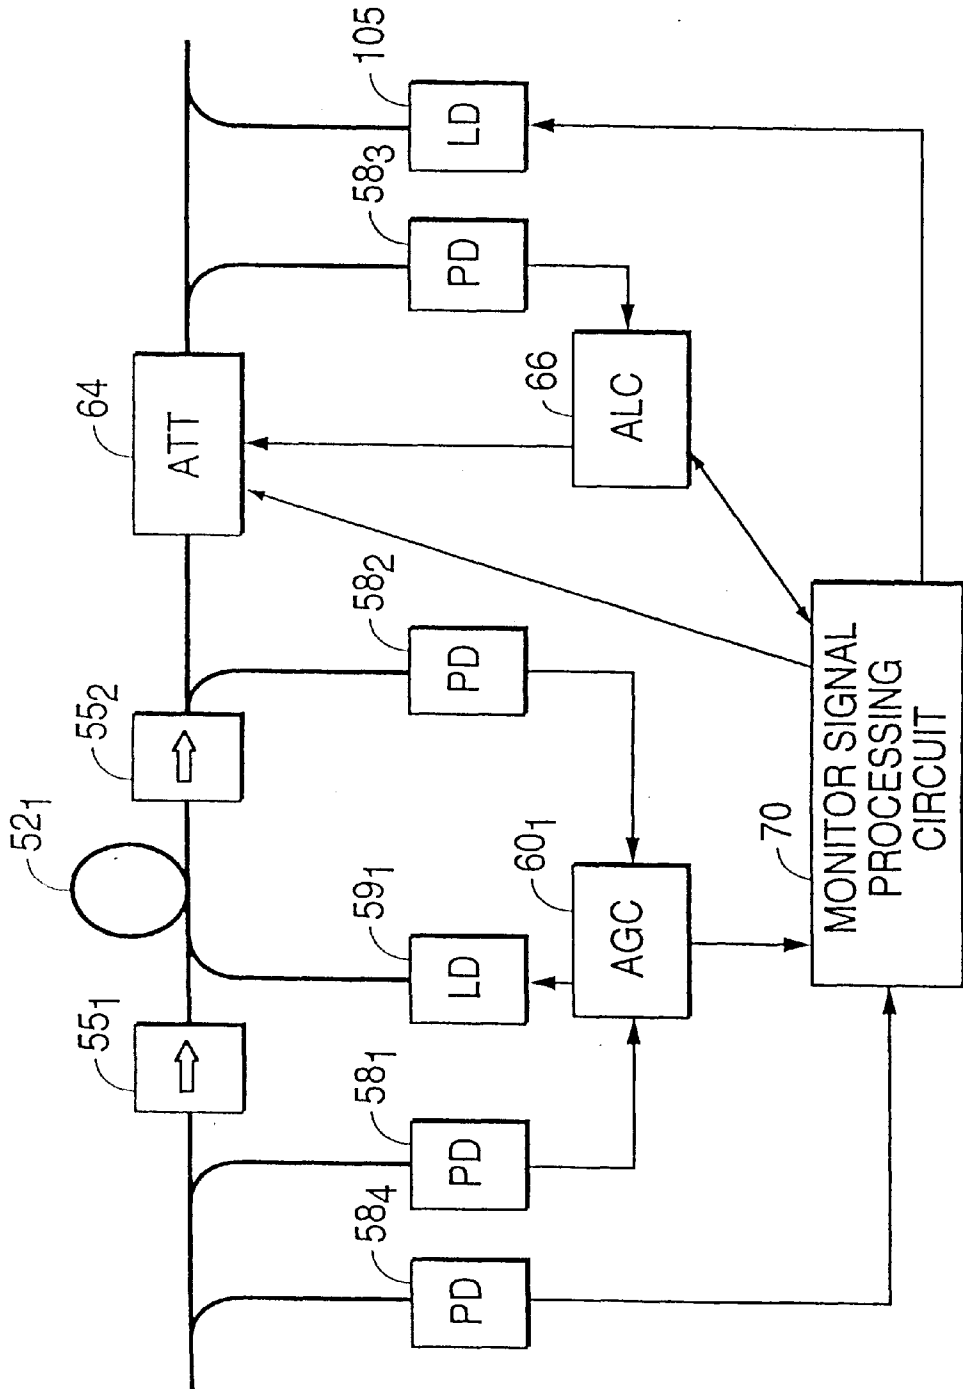 52₁
55₁
55₂
64
ATT
58₄
58₁
59₁
58₂
58₃
105
PD
PD
LD
PD
PD
LD
60₁
AGC
66
ALC
70
MONITOR SIGNAL
PROCESSING
CIRCUIT